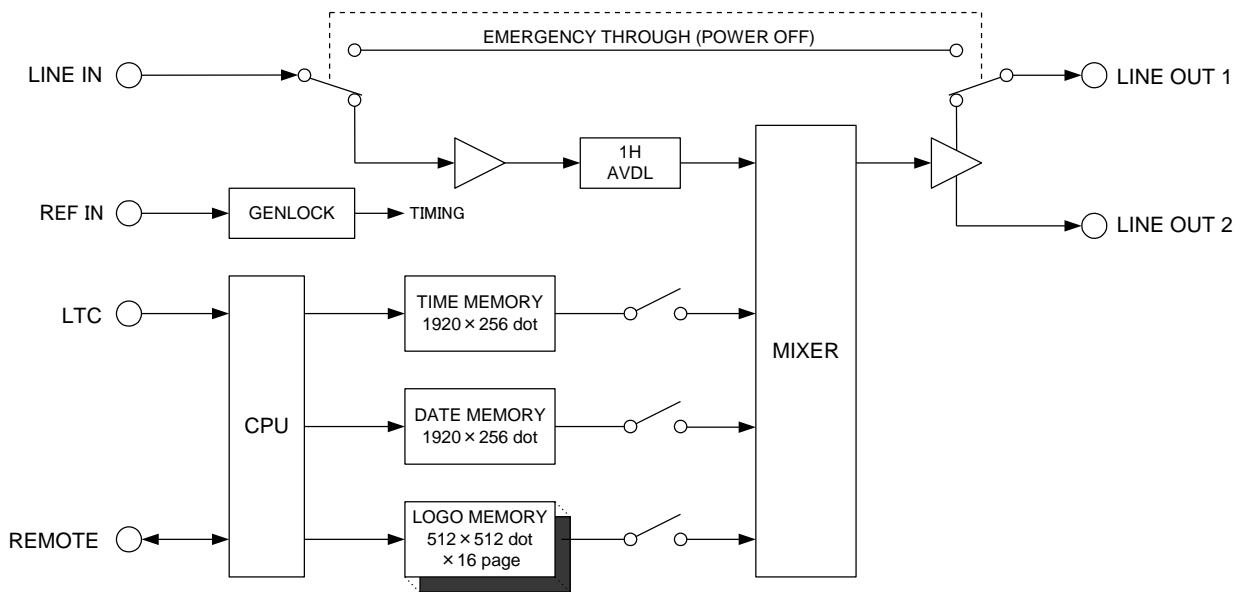 EMERGENCY THROUGH (POWER OFF)
LINE IN
LINE OUT 1
1H
AVDL
REF IN
GENLOCK
TIMING
LINE OUT 2
LTC
TIME MEMORY
1920×256 dot
MIXER
CPU
DATE MEMORY
1920×256 dot
REMOTE
LOGO MEMORY
512×512 dot
×16 page